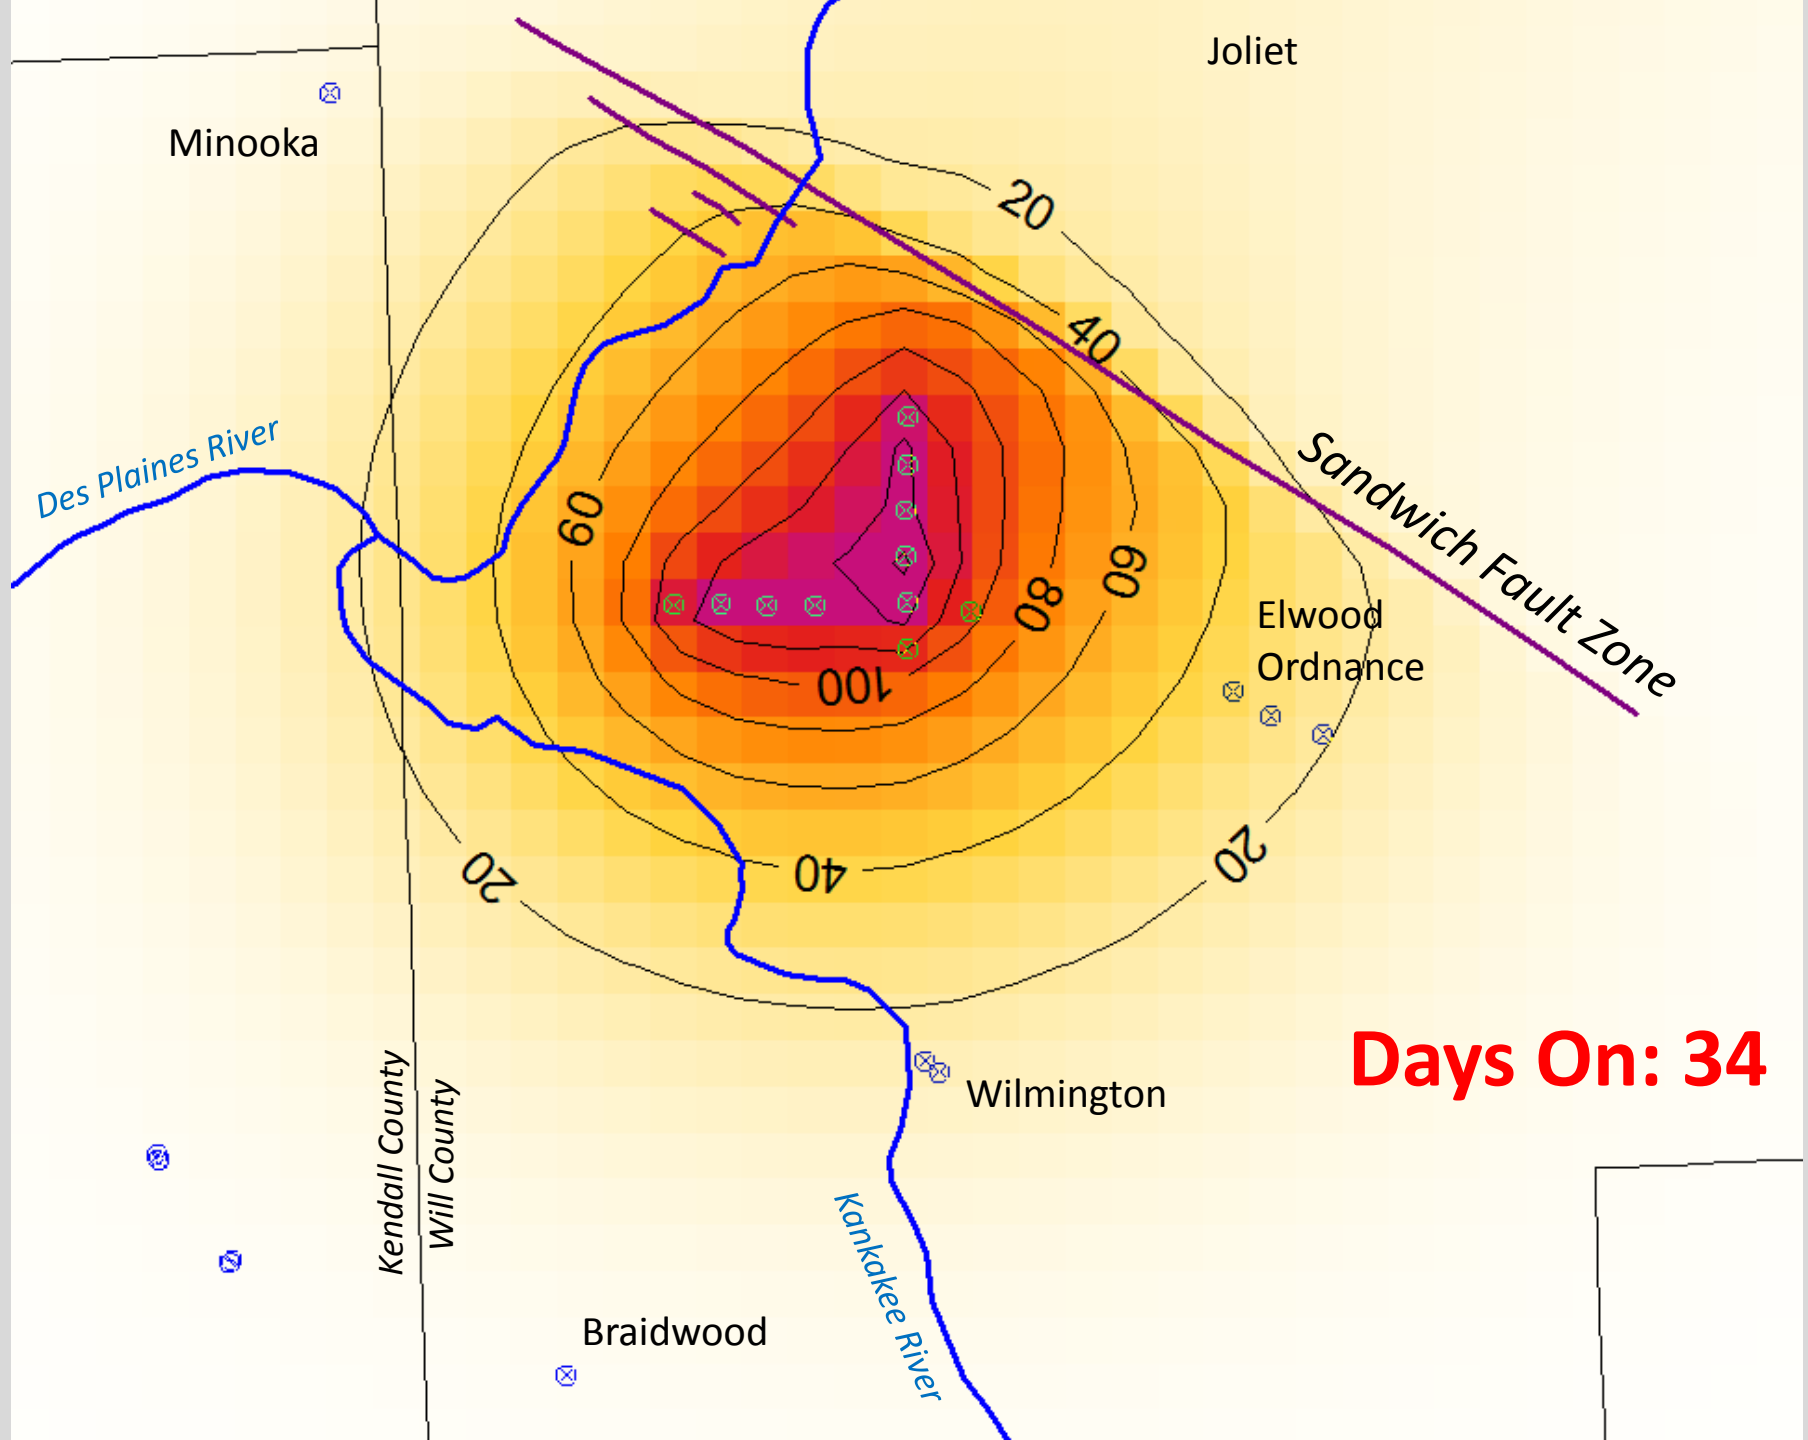 Joliet
Minooka
20
40
Des Plaines River
Sandwich Fault Zone
60
60
80
Elwood
Ordnance
100
40
20
20
Days On: 34
Wilmington
Kendall County
Will County
Kankakee River
Braidwood